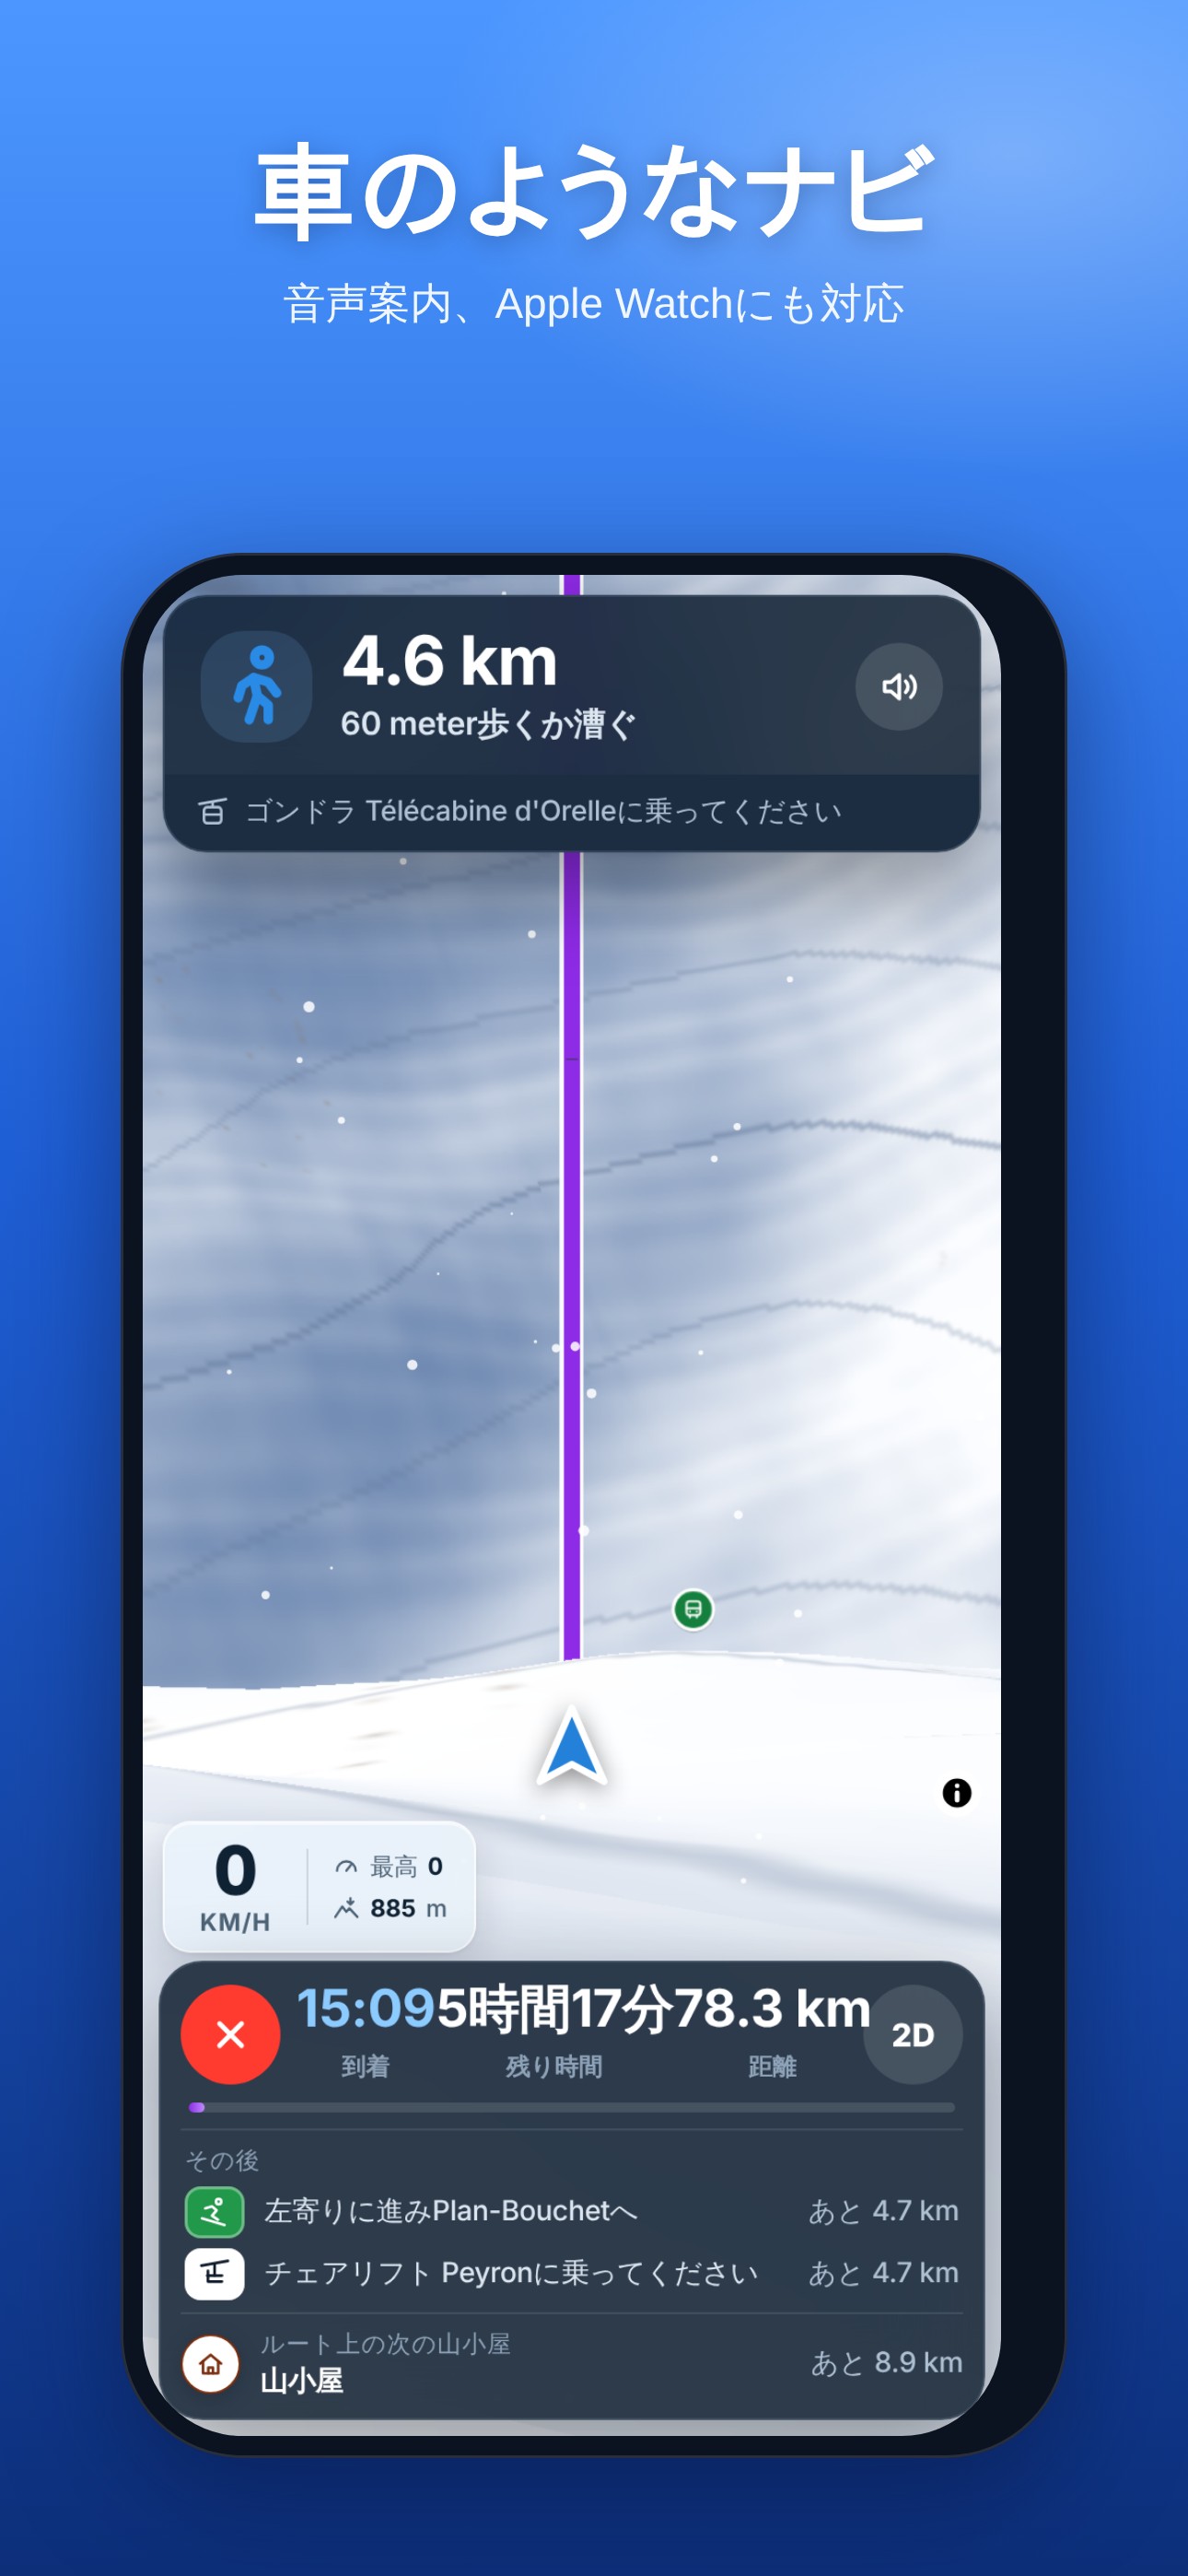 車のようなナビ
音声案内、Apple Watchにも対応
4.6 km
60 meter歩くか漕ぐ
ゴンドラ Télécabine d'Orelleに乗ってください
0
KM/H
最高 0
885 m
15:09 5時間17分 78.3 km
到着 残り時間 距離
2D
その後
左寄りに進みPlan-Bouchetへ あと 4.7 km
チェアリフト Peyronに乗ってください あと 4.7 km
ルート上の次の山小屋
山小屋
あと 8.9 km